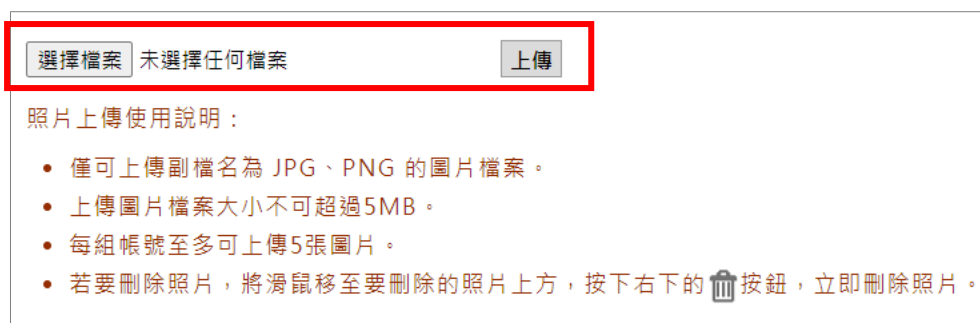 選擇檔案 未選擇任何檔案 上傳
照片上傳使用說明：
• 僅可上傳副檔名為 JPG、PNG 的圖片檔案。
• 上傳圖片檔案大小不可超過5MB。
• 每組帳號至多可上傳5張圖片。
• 若要刪除照片，將滑鼠移至要刪除的照片上方，按下右下的按鈕，立即刪除照片。